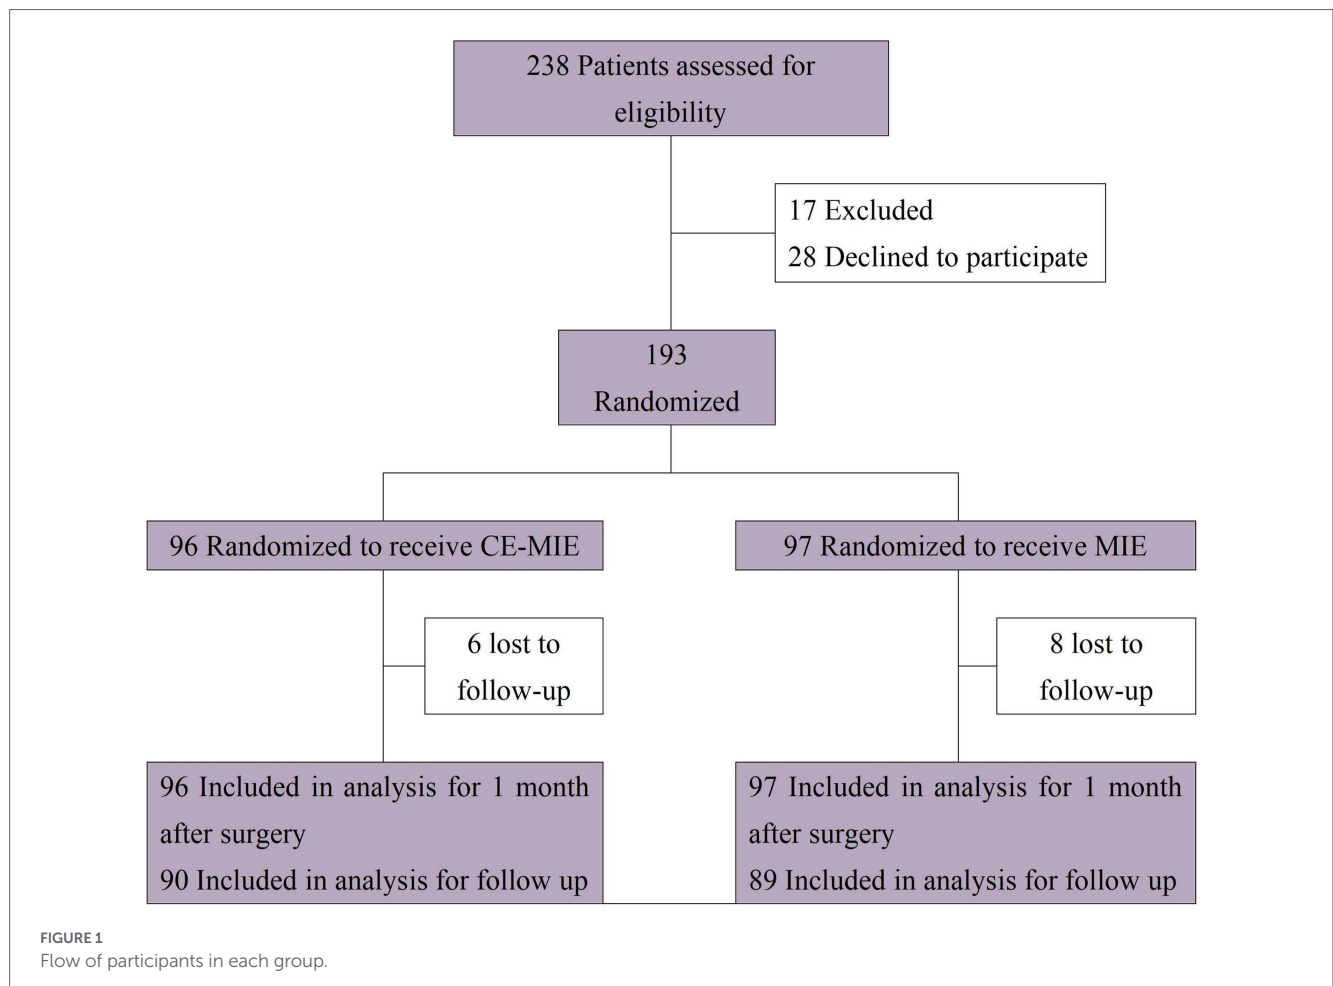 238 Patients assessed for
eligibility
17 Excluded
28 Declined to participate
193
Randomized
96 Randomized to receive CE-MIE
97 Randomized to receive MIE
6 lost to
follow-up
8 lost to
follow-up
96 Included in analysis for 1 month
after surgery
90 Included in analysis for follow up
97 Included in analysis for 1 month
after surgery
89 Included in analysis for follow up
FIGURE 1
Flow of participants in each group.